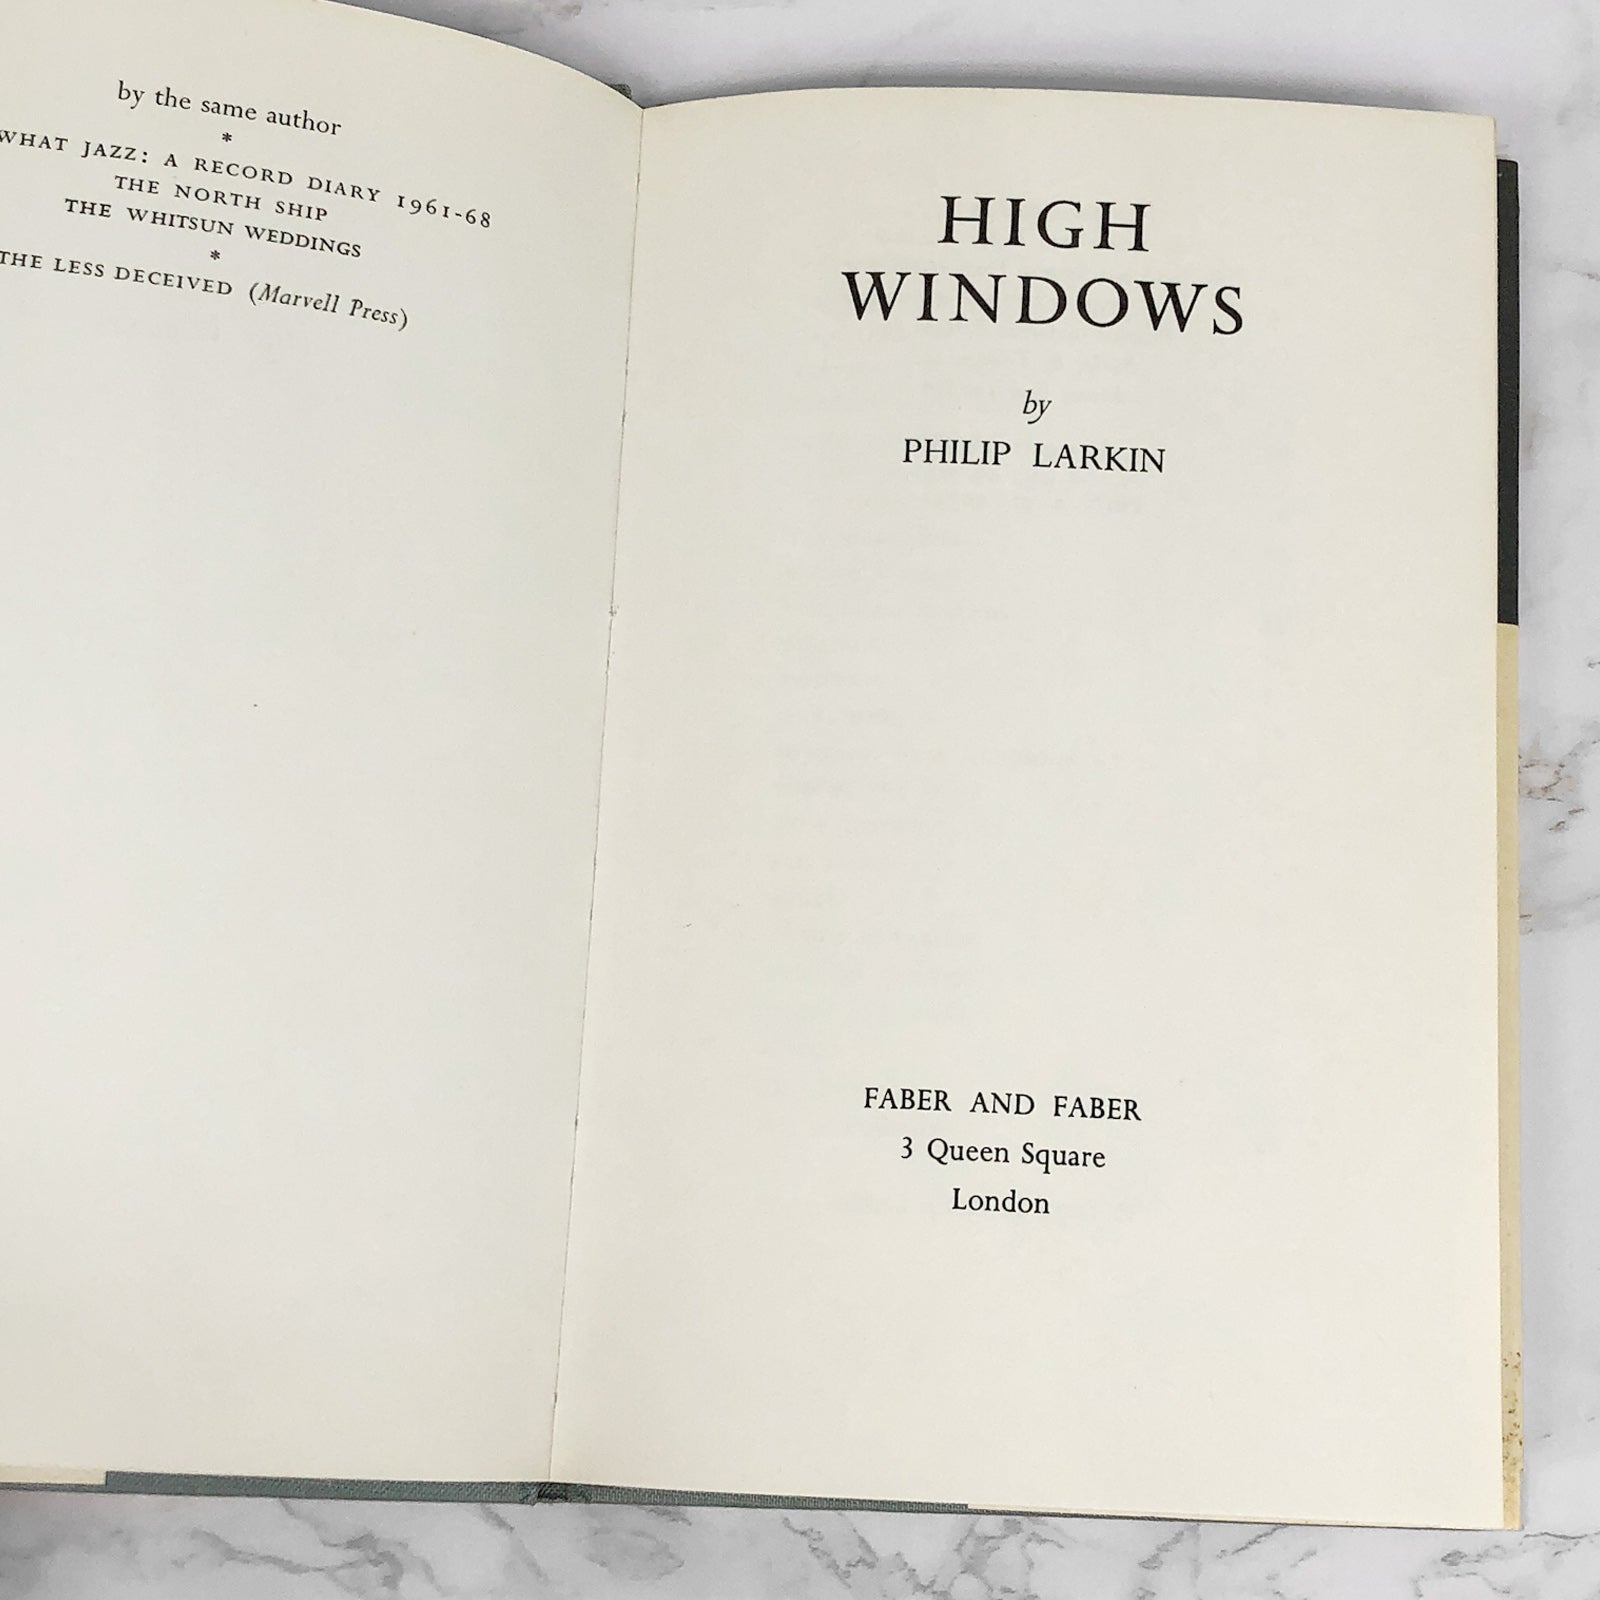 by the same author
*
WHAT JAZZ: A RECORD DIARY 1961-68
THE NORTH SHIP
THE WHITSUN WEDDINGS
*
THE LESS DECEIVED (Marvell Press)
HIGH
WINDOWS
by
PHILIP LARKIN
FABER AND FABER
3 Queen Square
London